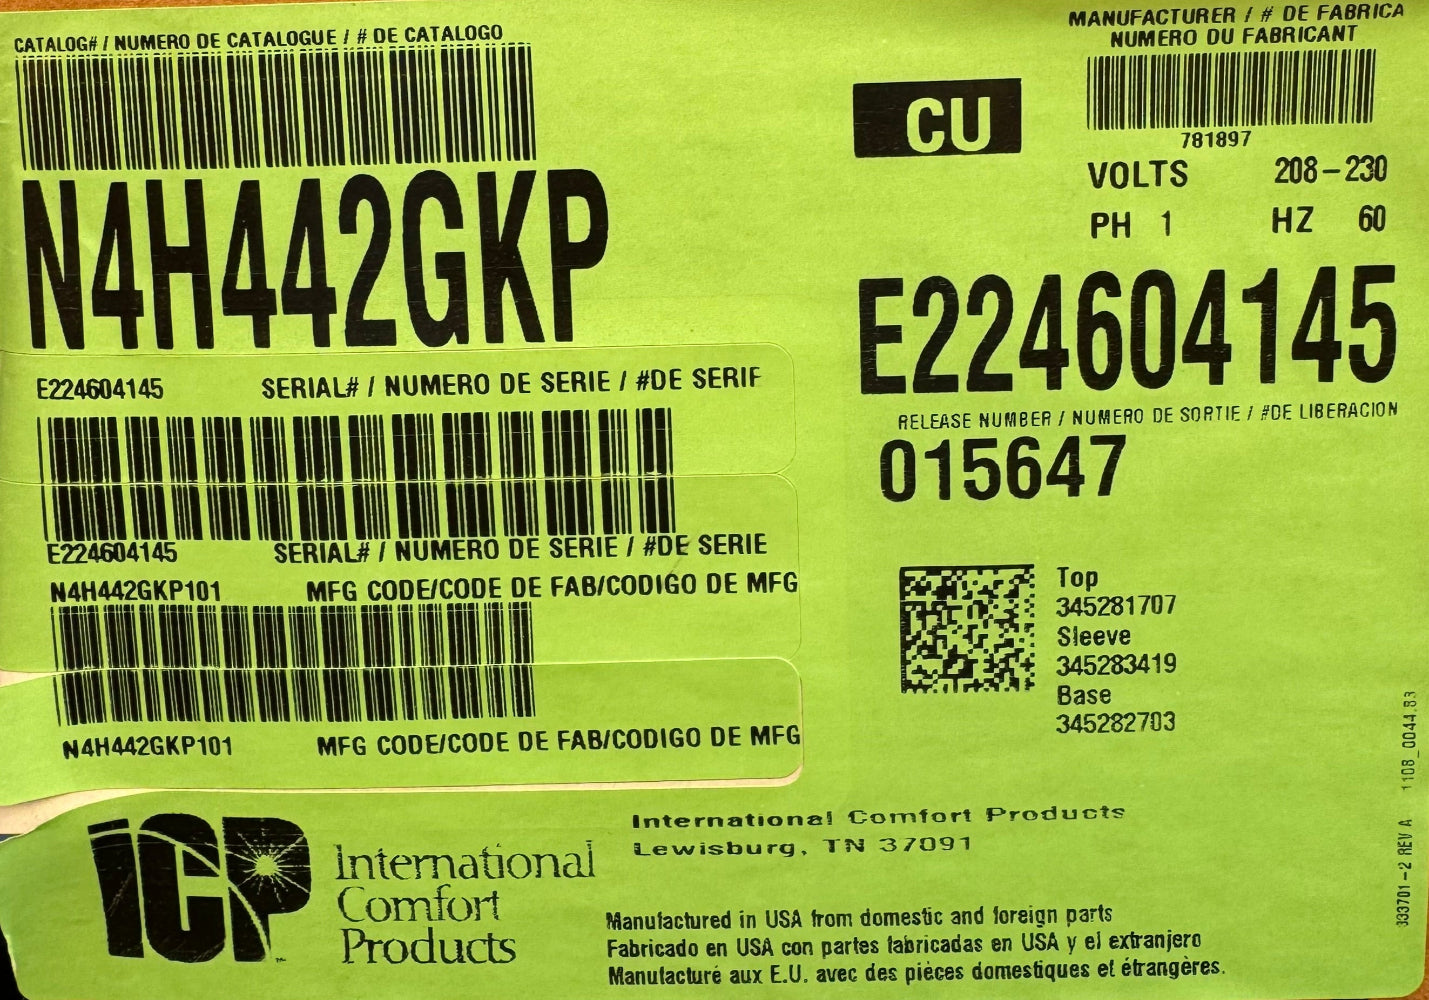 CATALOG# / NUMERO DE CATALOGUE / # DE CATALOGO
N4H442GKP
E224604145 SERIAL# / NUMERO DE SERIE / #DE SERIE
E224604145 SERIAL# / NUMERO DE SERIE / #DE SERIE
N4H442GKP101 MFG CODE/CODE DE FAB/CODIGO DE MFG
N4H442GKP101 MFG CODE/CODE DE FAB/CODIGO DE MFG
MANUFACTURER / # DE FABRICA
NUMERO DU FABRICANT
CU
781897
VOLTS 208-230
PH 1 HZ 60
E224604145
RELEASE NUMBER / NUMERO DE SORTIE / #DE LIBERACION
015647
Top
345281707
Sleeve
345283419
Base
345282703
333701-2 REV A 1108_0044.83
ICP™
International
Comfort
Products
International Comfort Products
Lewisburg, TN 37091
Manufactured in USA from domestic and foreign parts
Fabricado en USA con partes fabricadas en USA y el extranjero
Manufacturé aux E.U. avec des pièces domestiques et étrangères.